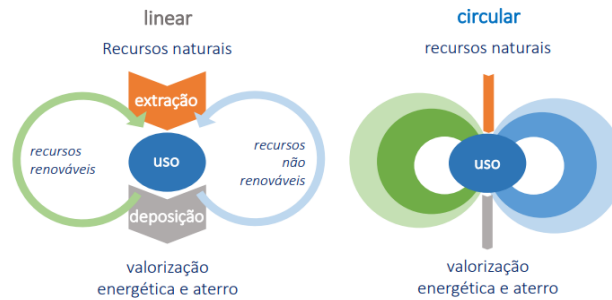 linear
Recursos naturais
extração
recursos
renováveis
uso
recursos
não
renováveis
deposição
valorização
energética e aterro
circular
recursos naturais
uso
valorização
energética e aterro